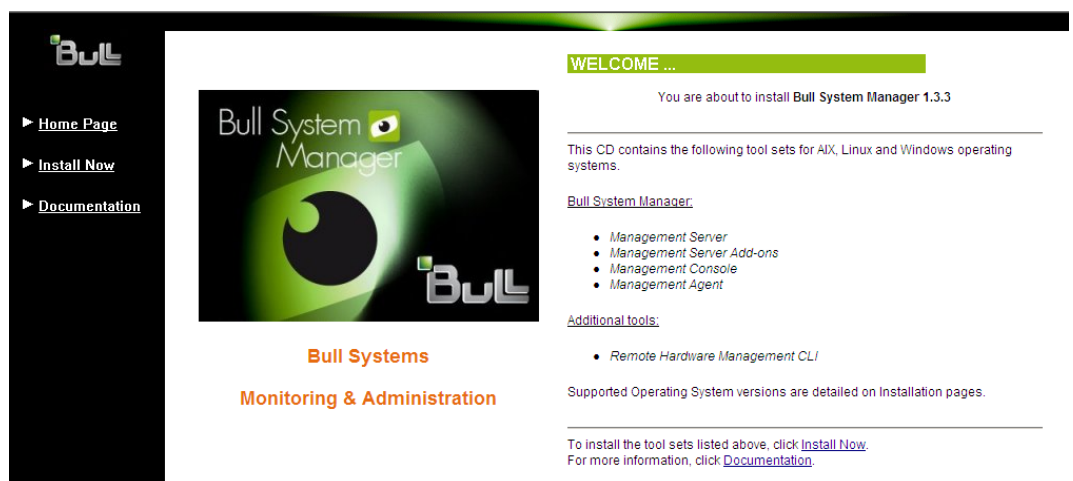 Bull
Home Page
Install Now
Documentation
Bull System
Manager
Bull
Bull Systems
Monitoring & Administration
WELCOME ...
You are about to install Bull System Manager 1.3.3
This CD contains the following tool sets for AIX, Linux and Windows operating
systems.
Bull System Manager:
Management Server
Management Server Add-ons
Management Console
Management Agent
Additional tools:
Remote Hardware Management CLI
Supported Operating System versions are detailed on Installation pages.
To install the tool sets listed above, click Install Now.
For more information, click Documentation.